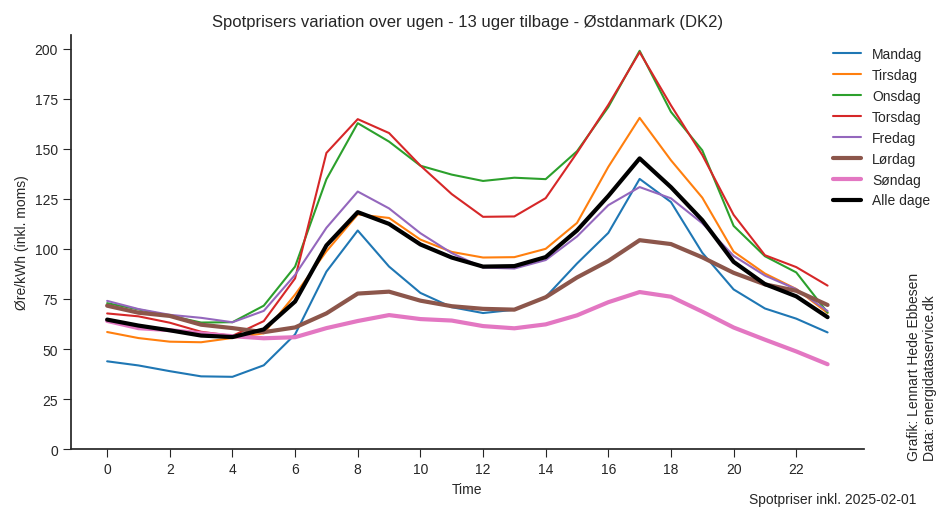 Spotprisers variation over ugen - 13 uger tilbage - Østdanmark (DK2)
Øre/kWh (inkl. moms)
200
175
150
125
100
75
50
25
0
0 2 4 6 8 10 12 14 16 18 20 22
Time
Mandag
Tirsdag
Onsdag
Torsdag
Fredag
Lørdag
Søndag
Alle dage
Grafik: Lennart Hede Ebbesen
Data: energidataservice.dk
Spotpriser inkl. 2025-02-01